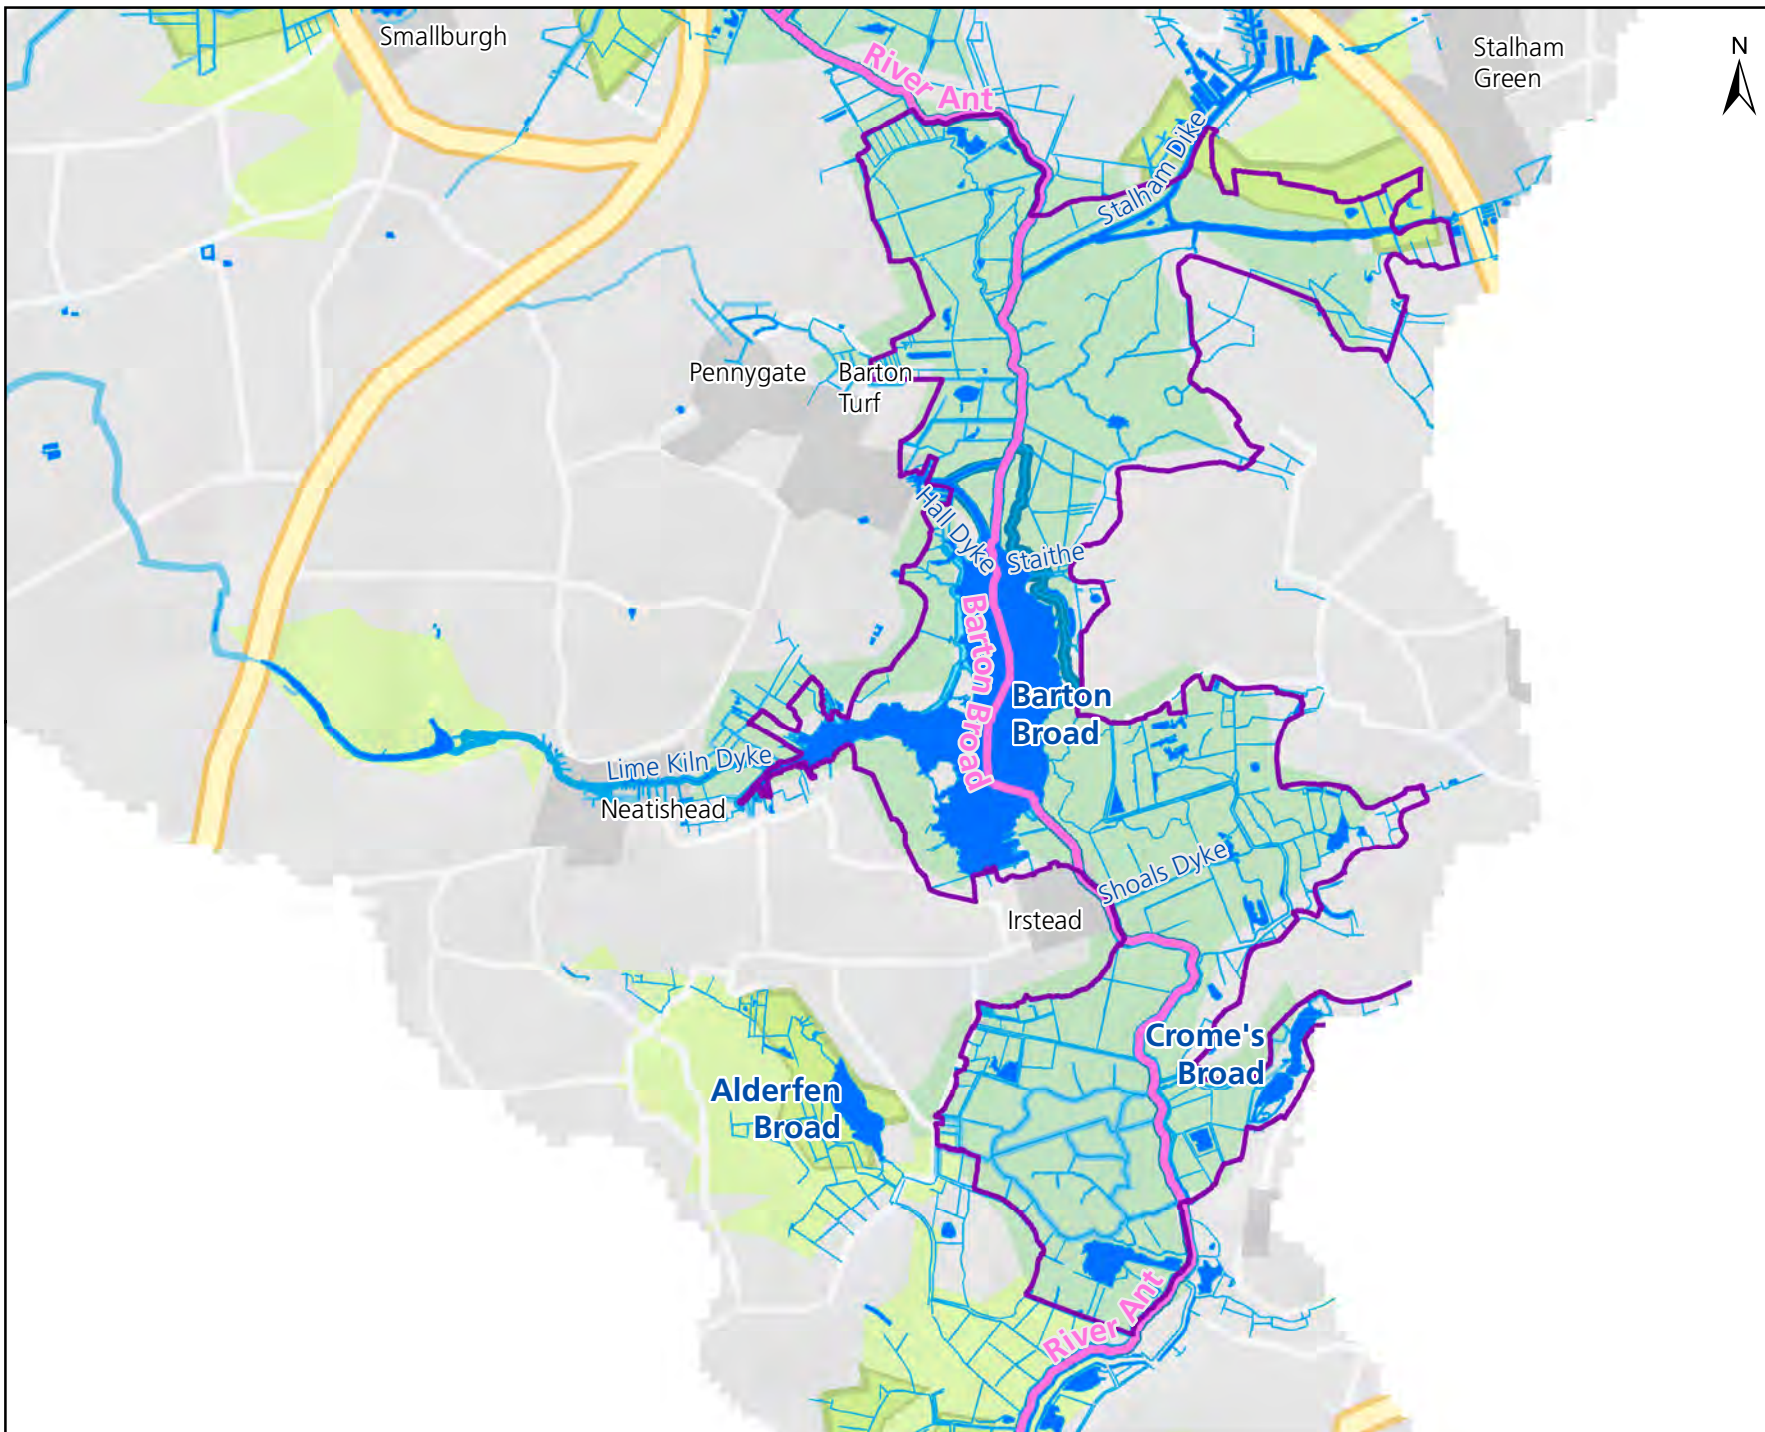 Smallburgh
River Ant
Stalham
Green
N
Stalham Dike
Pennygate
Barton
Turf
Hall Dyke
Staithe
Barton Broad
Barton
Broad
Lime Kiln Dyke
Neatishead
Shoals Dyke
Irstead
Crome's
Broad
Alderfen
Broad
River Ant